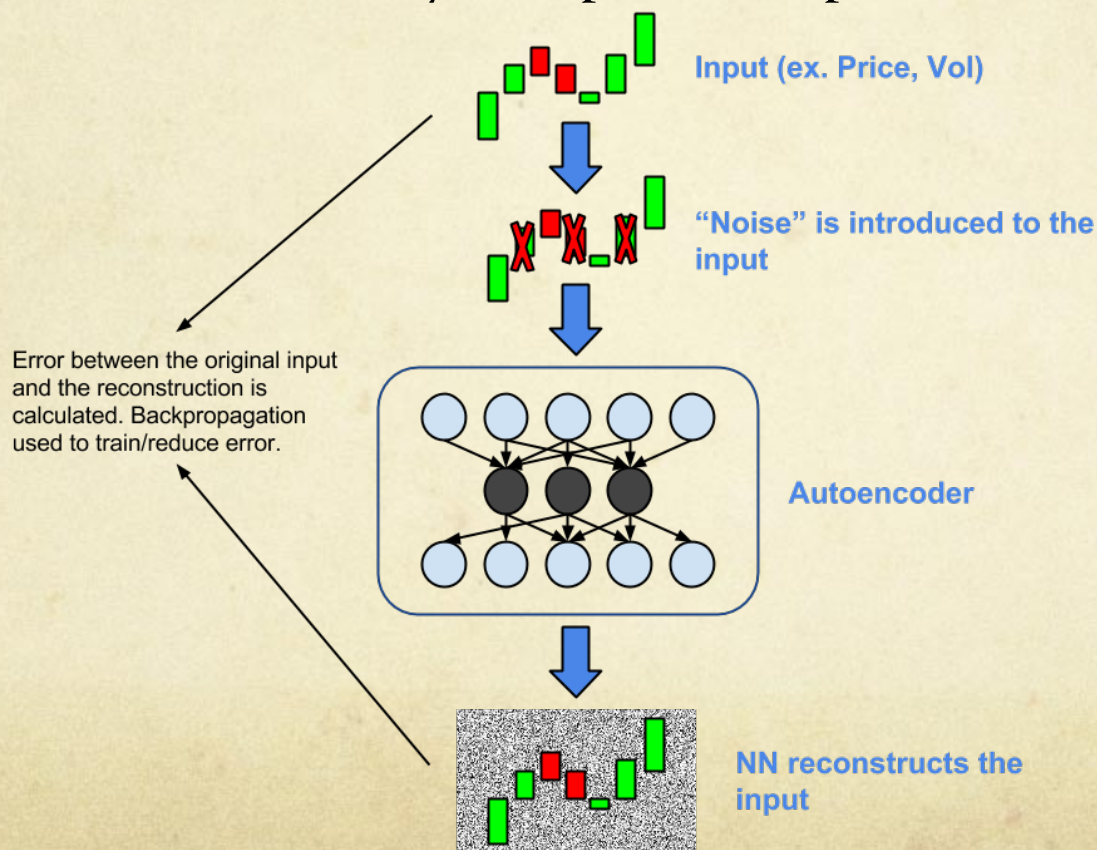 Input (ex. Price, Vol)
“Noise” is introduced to the
input
Error between the original input
and the reconstruction is
calculated. Backpropagation
used to train/reduce error.
Autoencoder
NN reconstructs the
input